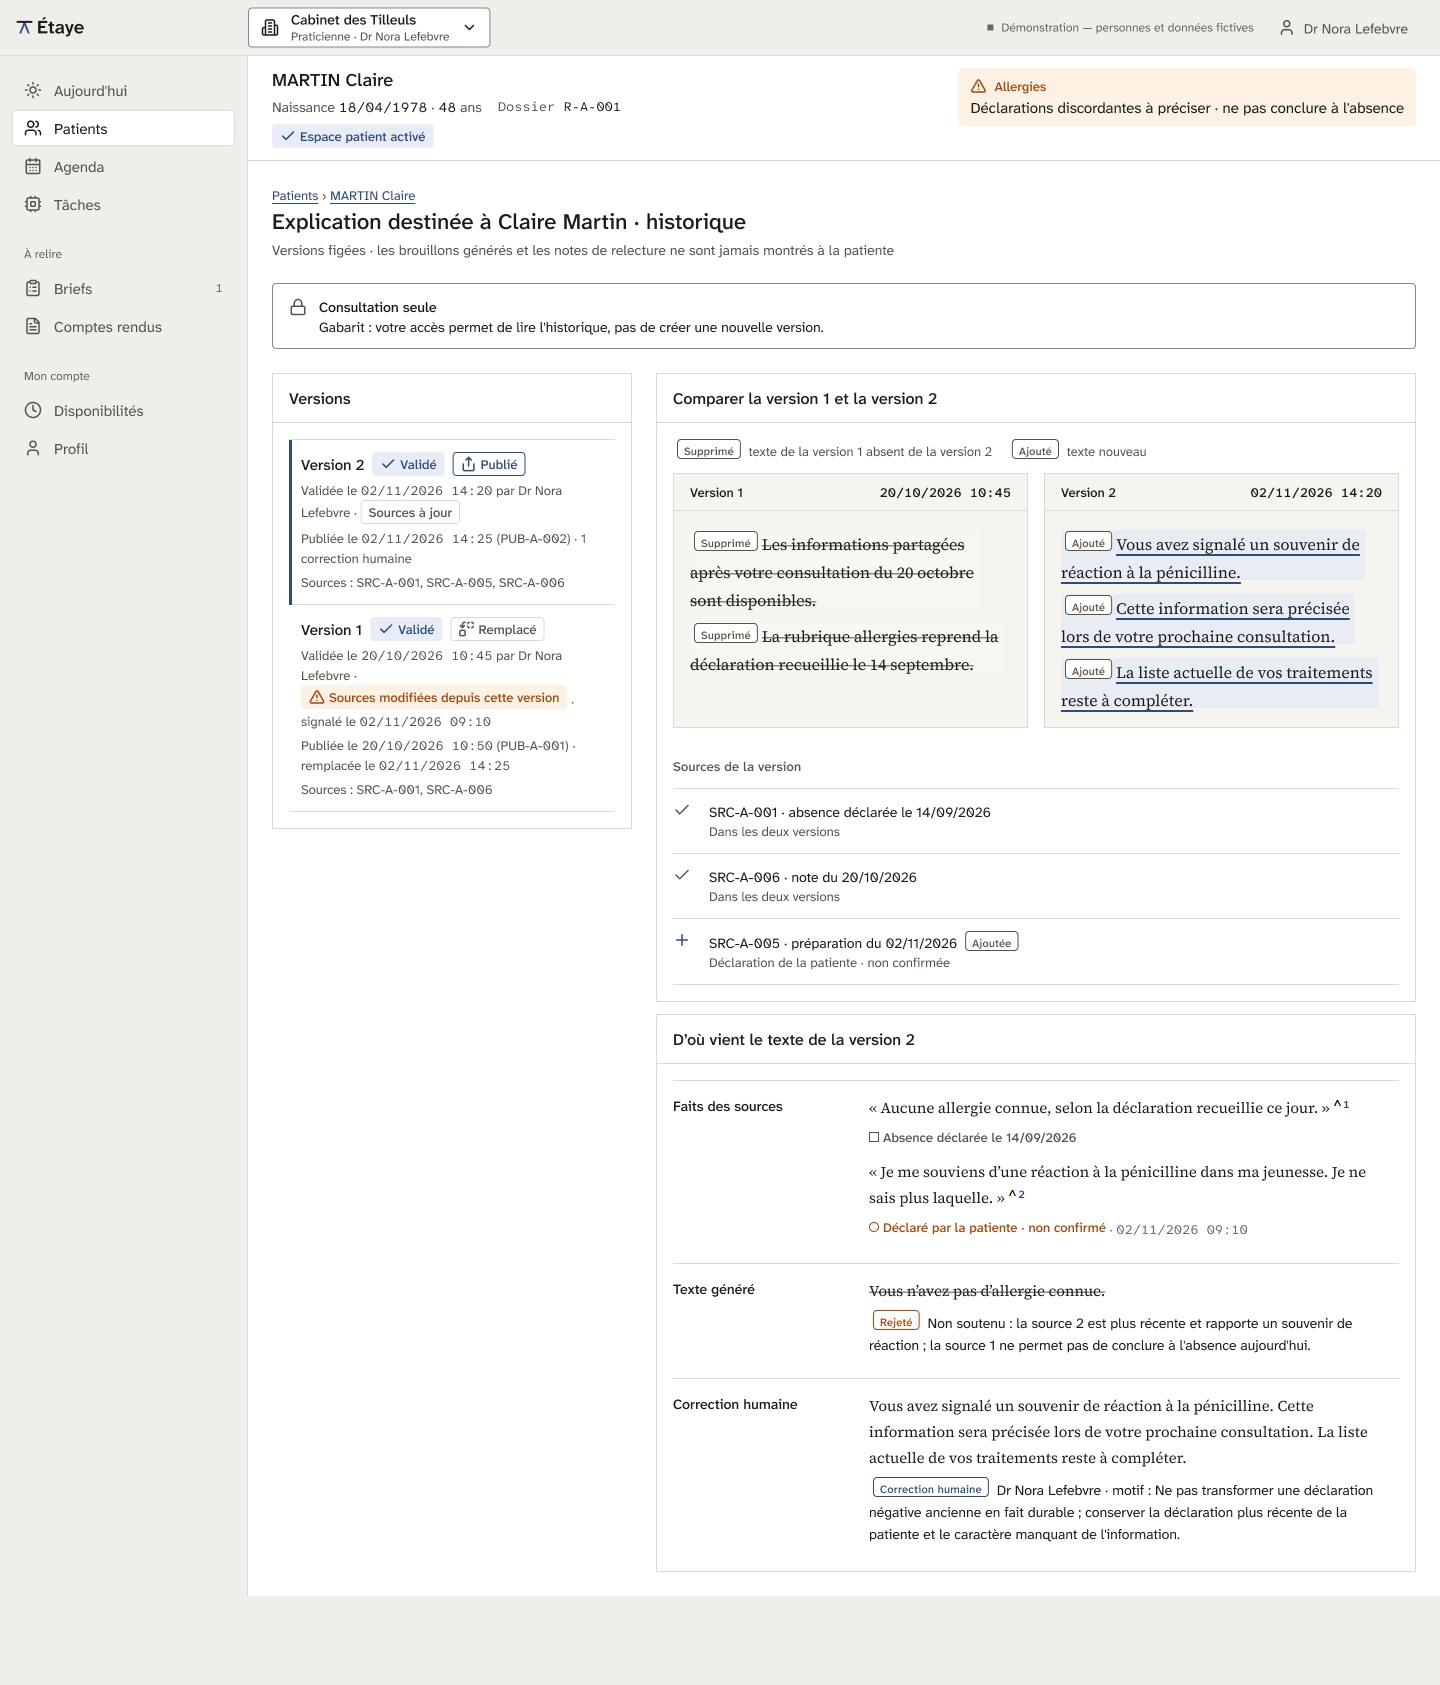 Étaye
Cabinet des Tilleuls
Praticienne · Dr Nora Lefebvre
Démonstration — personnes et données fictives
Dr Nora Lefebvre
Aujourd'hui
Patients
Agenda
Tâches
À relire
Briefs 1
Comptes rendus
Mon compte
Disponibilités
Profil
MARTIN Claire
Naissance 18/04/1978 · 48 ans Dossier R-A-001
Espace patient activé
Allergies
Déclarations discordantes à préciser · ne pas conclure à l'absence
Patients › MARTIN Claire
Explication destinée à Claire Martin · historique
Versions figées · les brouillons générés et les notes de relecture ne sont jamais montrés à la patiente
Consultation seule
Gabarit : votre accès permet de lire l'historique, pas de créer une nouvelle version.
Versions
Version 2 Validé Publié
Validée le 02/11/2026 14:20 par Dr Nora
Lefebvre · Sources à jour
Publiée le 02/11/2026 14:25 (PUB-A-002) · 1
correction humaine
Sources : SRC-A-001, SRC-A-005, SRC-A-006
Version 1 Validé Remplacé
Validée le 20/10/2026 10:45 par Dr Nora
Lefebvre ·
Sources modifiées depuis cette version ·
signalé le 02/11/2026 09:10
Publiée le 20/10/2026 10:50 (PUB-A-001) ·
remplacée le 02/11/2026 14:25
Sources : SRC-A-001, SRC-A-006
Comparer la version 1 et la version 2
Supprimé texte de la version 1 absent de la version 2 Ajouté texte nouveau
Version 1 20/10/2026 10:45
Supprimé Les informations partagées
après votre consultation du 20 octobre
sont disponibles.
Supprimé La rubrique allergies reprend la
déclaration recueillie le 14 septembre.
Version 2 02/11/2026 14:20
Ajouté Vous avez signalé un souvenir de
réaction à la pénicilline.
Ajouté Cette information sera précisée
lors de votre prochaine consultation.
Ajouté La liste actuelle de vos traitements
reste à compléter.
Sources de la version
SRC-A-001 · absence déclarée le 14/09/2026
Dans les deux versions
SRC-A-006 · note du 20/10/2026
Dans les deux versions
SRC-A-005 · préparation du 02/11/2026 Ajoutée
Déclaration de la patiente · non confirmée
D’où vient le texte de la version 2
Faits des sources
« Aucune allergie connue, selon la déclaration recueillie ce jour. » ^1
Absence déclarée le 14/09/2026
« Je me souviens d’une réaction à la pénicilline dans ma jeunesse. Je ne
sais plus laquelle. » ^2
Déclaré par la patiente · non confirmé · 02/11/2026 09:10
Texte généré
Vous n’avez pas d’allergie connue.
Rejeté Non soutenu : la source 2 est plus récente et rapporte un souvenir de
réaction ; la source 1 ne permet pas de conclure à l'absence aujourd'hui.
Correction humaine
Vous avez signalé un souvenir de réaction à la pénicilline. Cette
information sera précisée lors de votre prochaine consultation. La liste
actuelle de vos traitements reste à compléter.
Correction humaine Dr Nora Lefebvre · motif : Ne pas transformer une déclaration
négative ancienne en fait durable ; conserver la déclaration plus récente de la
patiente et le caractère manquant de l'information.